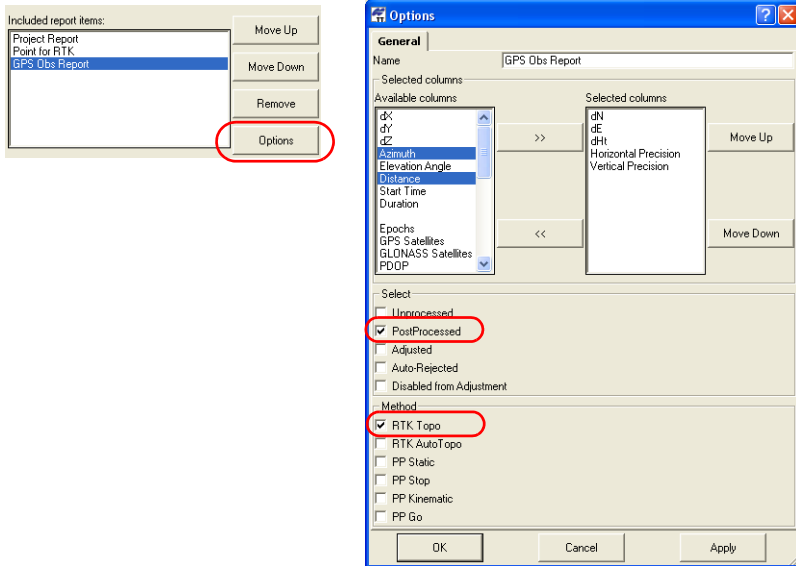 Included report items:
Project Report
Point for RTK
GPS Obs Report
Move Up
Move Down
Remove
Options
Options
General
Name
GPS Obs Report
Selected columns
Available columns
dX
dY
dZ
Azimuth
Elevation Angle
Distance
Start Time
Duration
Epochs
GPS Satellites
GLONASS Satellites
PDOP
>>
<<
Selected columns
dN
dE
dHt
Horizontal Precision
Vertical Precision
Move Up
Move Down
Select
Unprocessed
PostProcessed
Adjusted
Auto-Rejected
Disabled from Adjustment
Method
RTK Topo
RTK AutoTopo
PP Static
PP Stop
PP Kinematic
PP Go
OK
Cancel
Apply